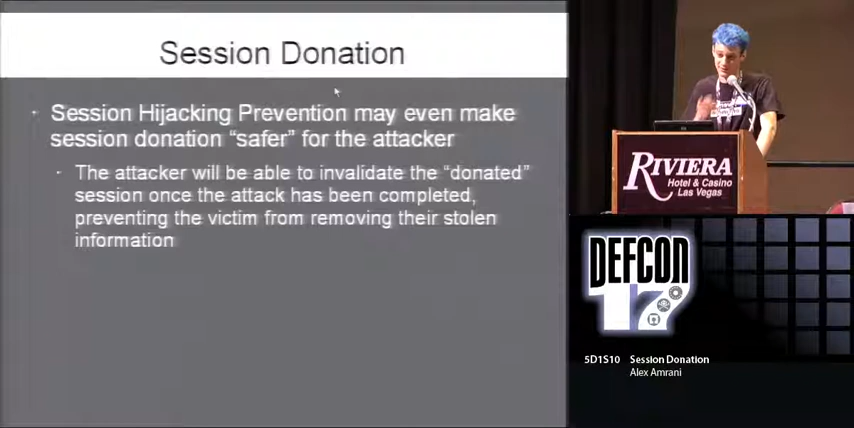 Session Donation
Session Hijacking Prevention may even make
session donation “safer” for the attacker
The attacker will be able to invalidate the “donated”
session once the attack has been completed,
preventing the victim from removing their stolen
information
RIVIERA
Hotel & Casino
Las Vegas
DEFCON
17
5D1S10 Session Donation
Alex Amrani